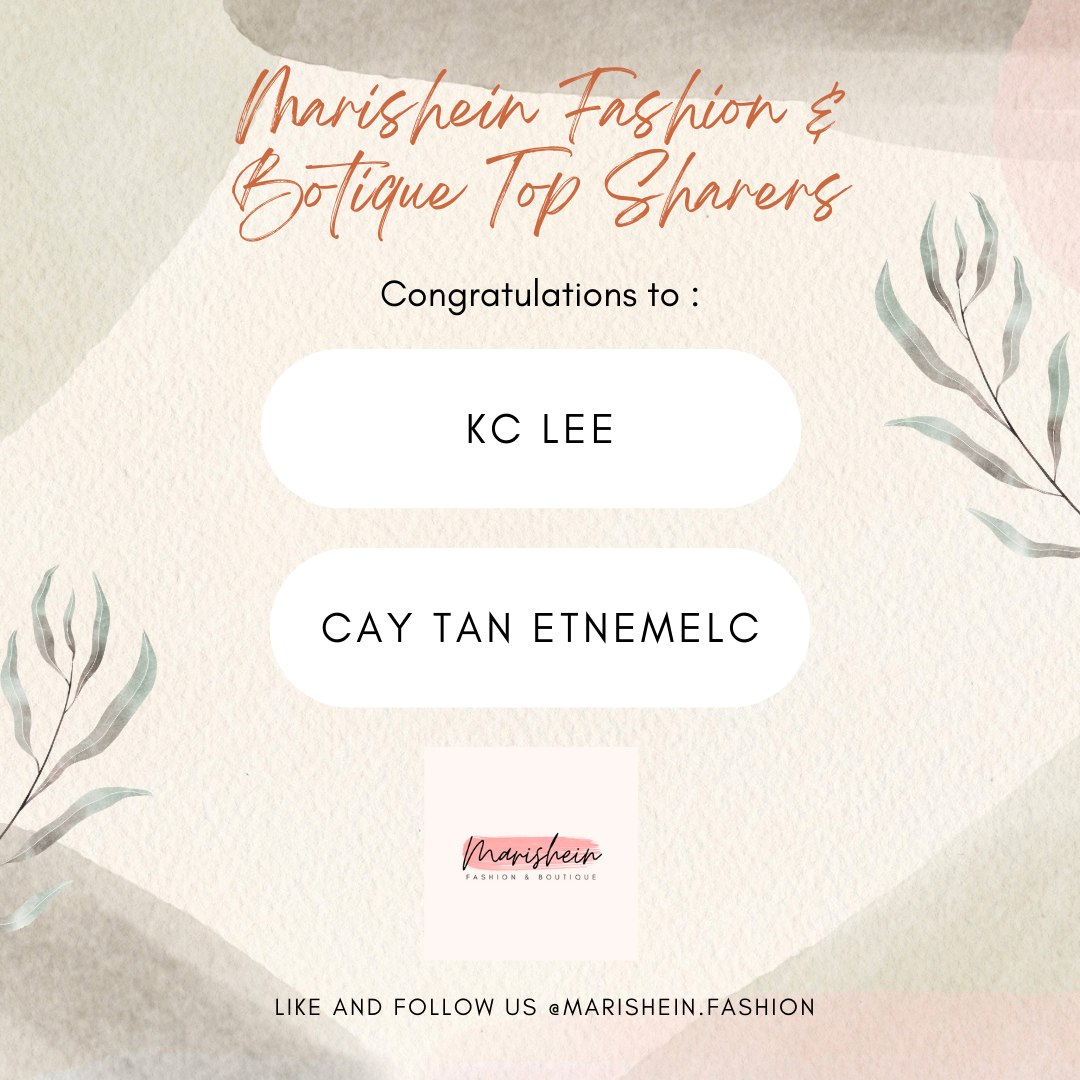 Marishein Fashion &
Botique Top Sharers
Congratulations to :
KC LEE
CAY TAN ETNEMELC
Marishein
FASHION & BOUTIQUE
LIKE AND FOLLOW US @MARISHEIN.FASHION